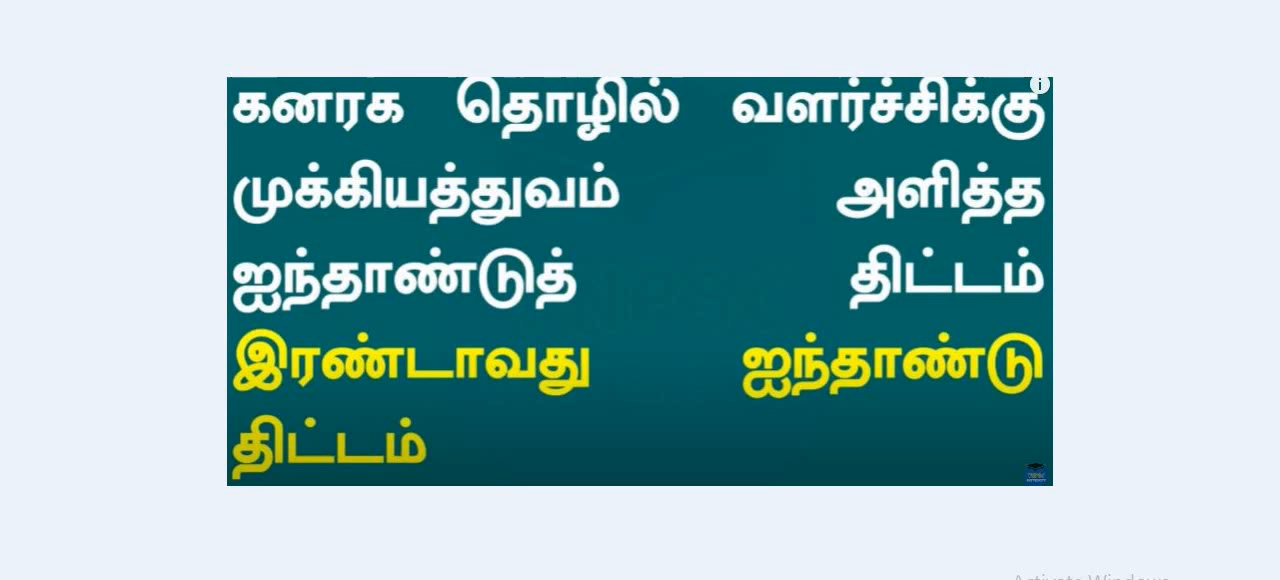 கனரக தொழில் வளர்ச்சிக்கு
முக்கியத்துவம் அளித்த
ஐந்தாண்டுத் திட்டம்
இரண்டாவது ஐந்தாண்டு
திட்டம்